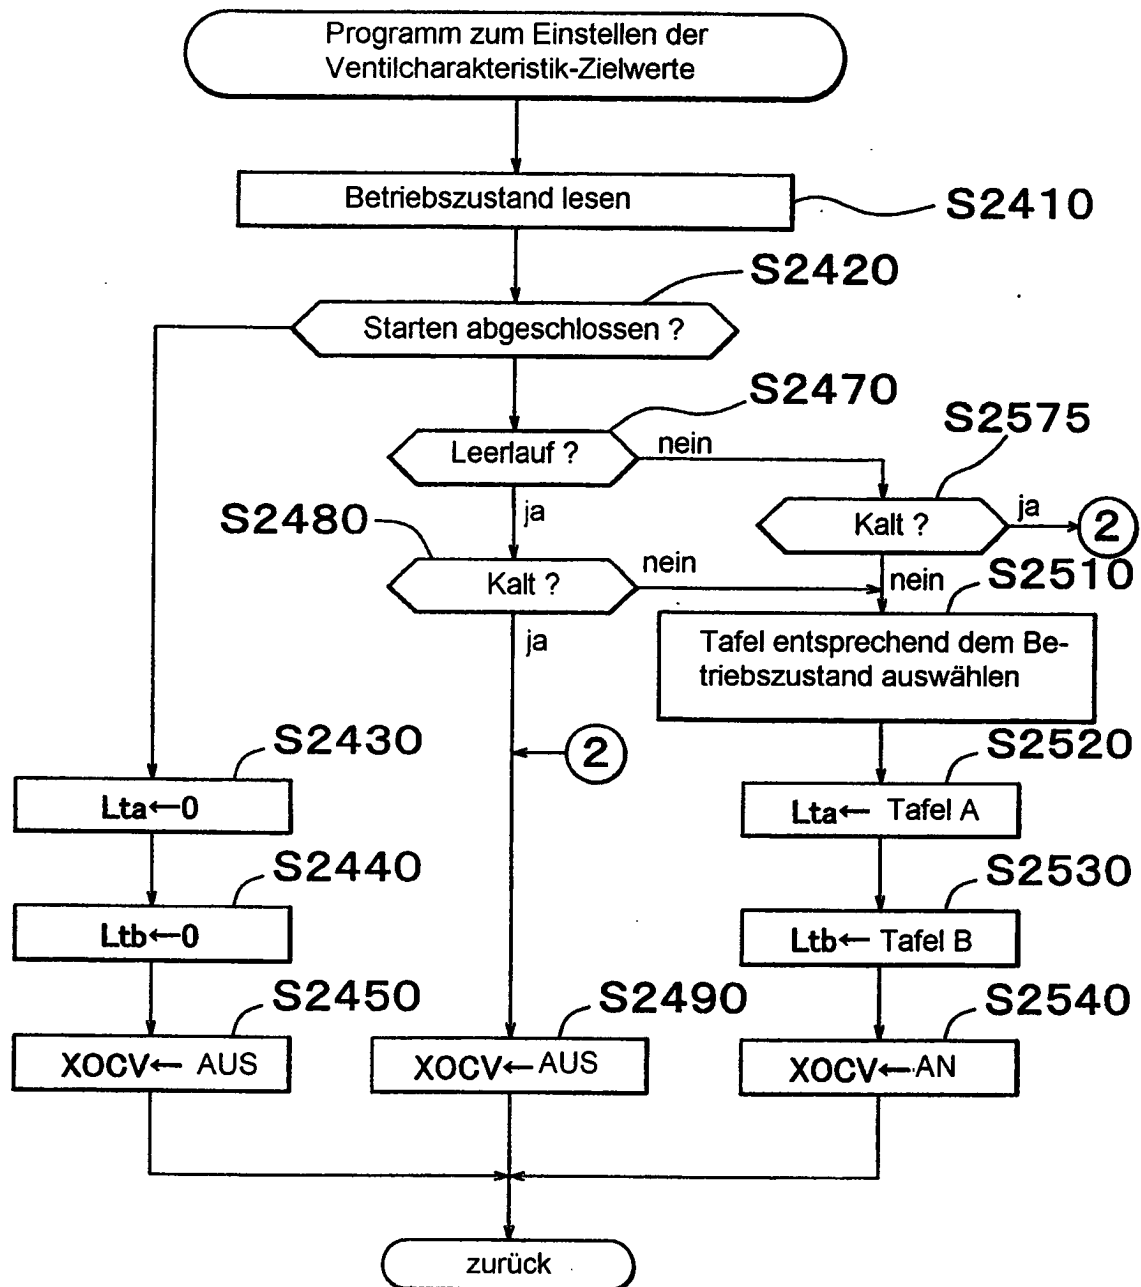 Programm zum Einstellen der
Ventilcharakteristik-Zielwerte
Betriebszustand lesen
S2410
S2420
Starten abgeschlossen ?
S2470
Leerlauf ?
nein
S2575
ja
Kalt ?
ja
2
S2480
Kalt ?
nein
nein
S2510
ja
Tafel entsprechend dem Be-
triebszustand auswählen
2
S2430
Lta←0
S2520
Lta← Tafel A
S2440
Ltb←0
S2530
Ltb← Tafel B
S2450
XOCV← AUS
S2490
XOCV←AUS
S2540
XOCV←AN
zurück